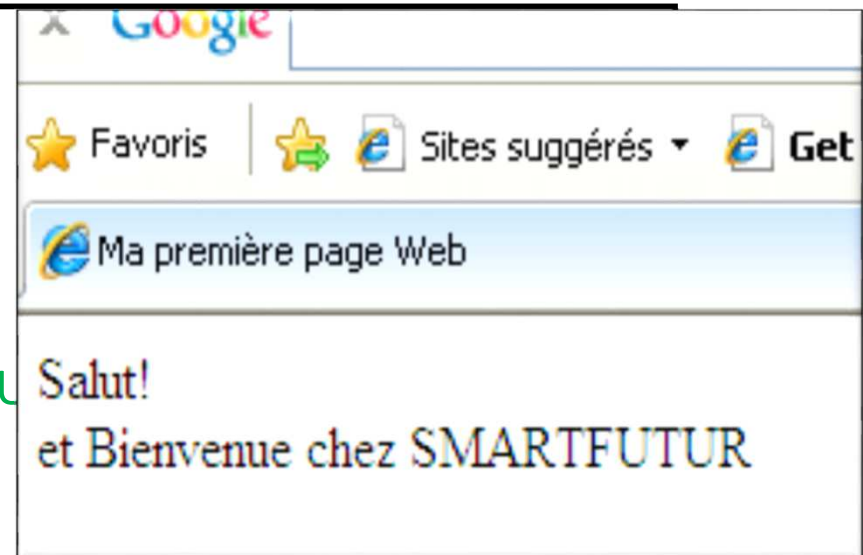 Google
Favoris Sites suggérés Get
Ma première page Web
Salut!
et Bienvenue chez SMARTFUTUR